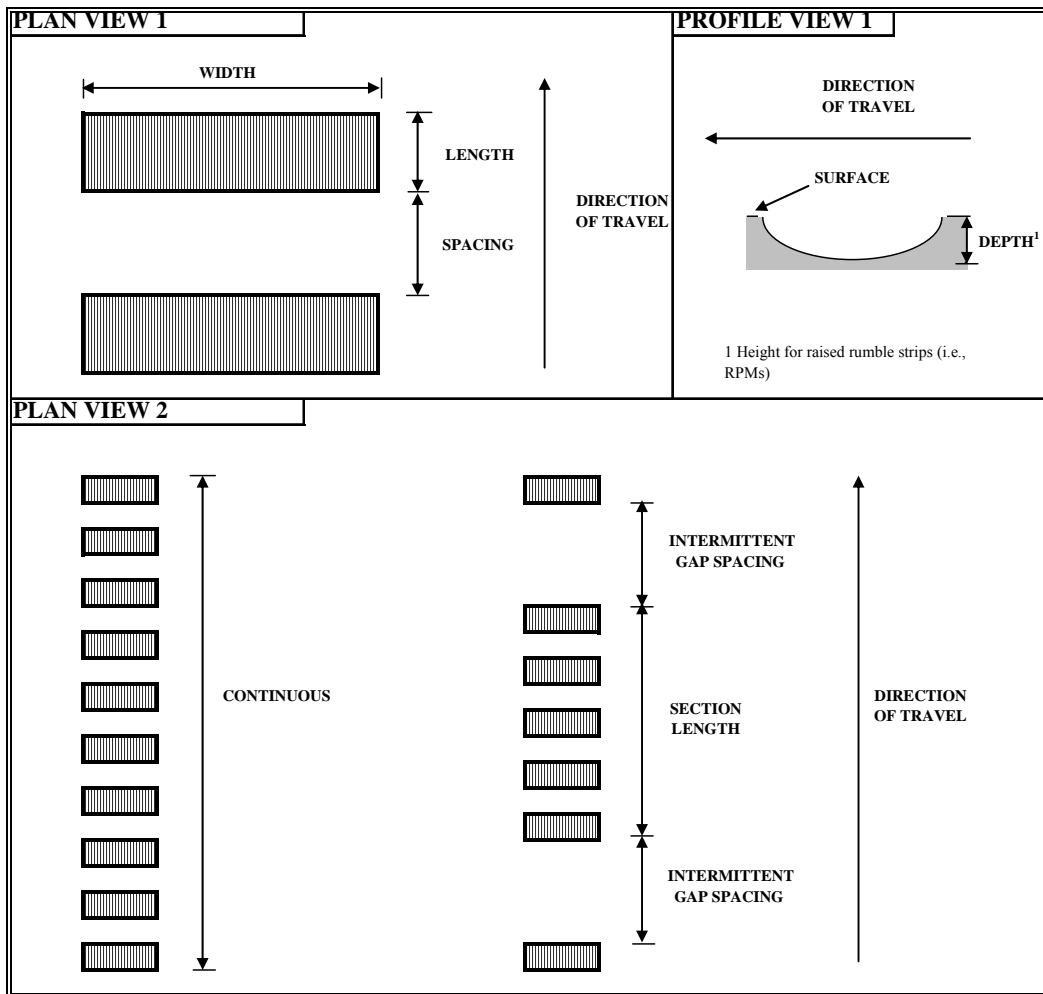 PLAN VIEW 1
WIDTH
LENGTH
SPACING
DIRECTION
OF TRAVEL
PROFILE VIEW 1
DIRECTION
OF TRAVEL
SURFACE
DEPTH¹
1 Height for raised rumble strips (i.e.,
RPMs)
PLAN VIEW 2
CONTINUOUS
INTERMITTENT
GAP SPACING
SECTION
LENGTH
INTERMITTENT
GAP SPACING
DIRECTION
OF TRAVEL